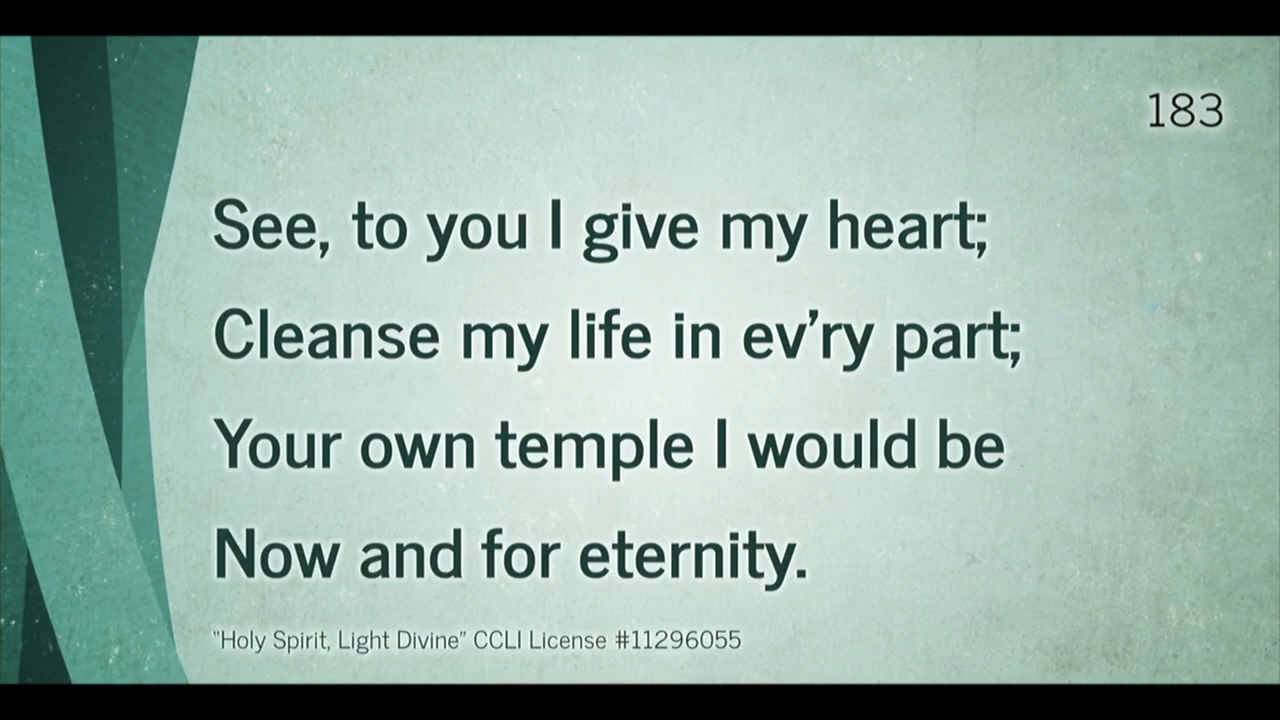 183
See, to you I give my heart;
Cleanse my life in ev’ry part;
Your own temple I would be
Now and for eternity.
“Holy Spirit, Light Divine” CCLI License #11296055